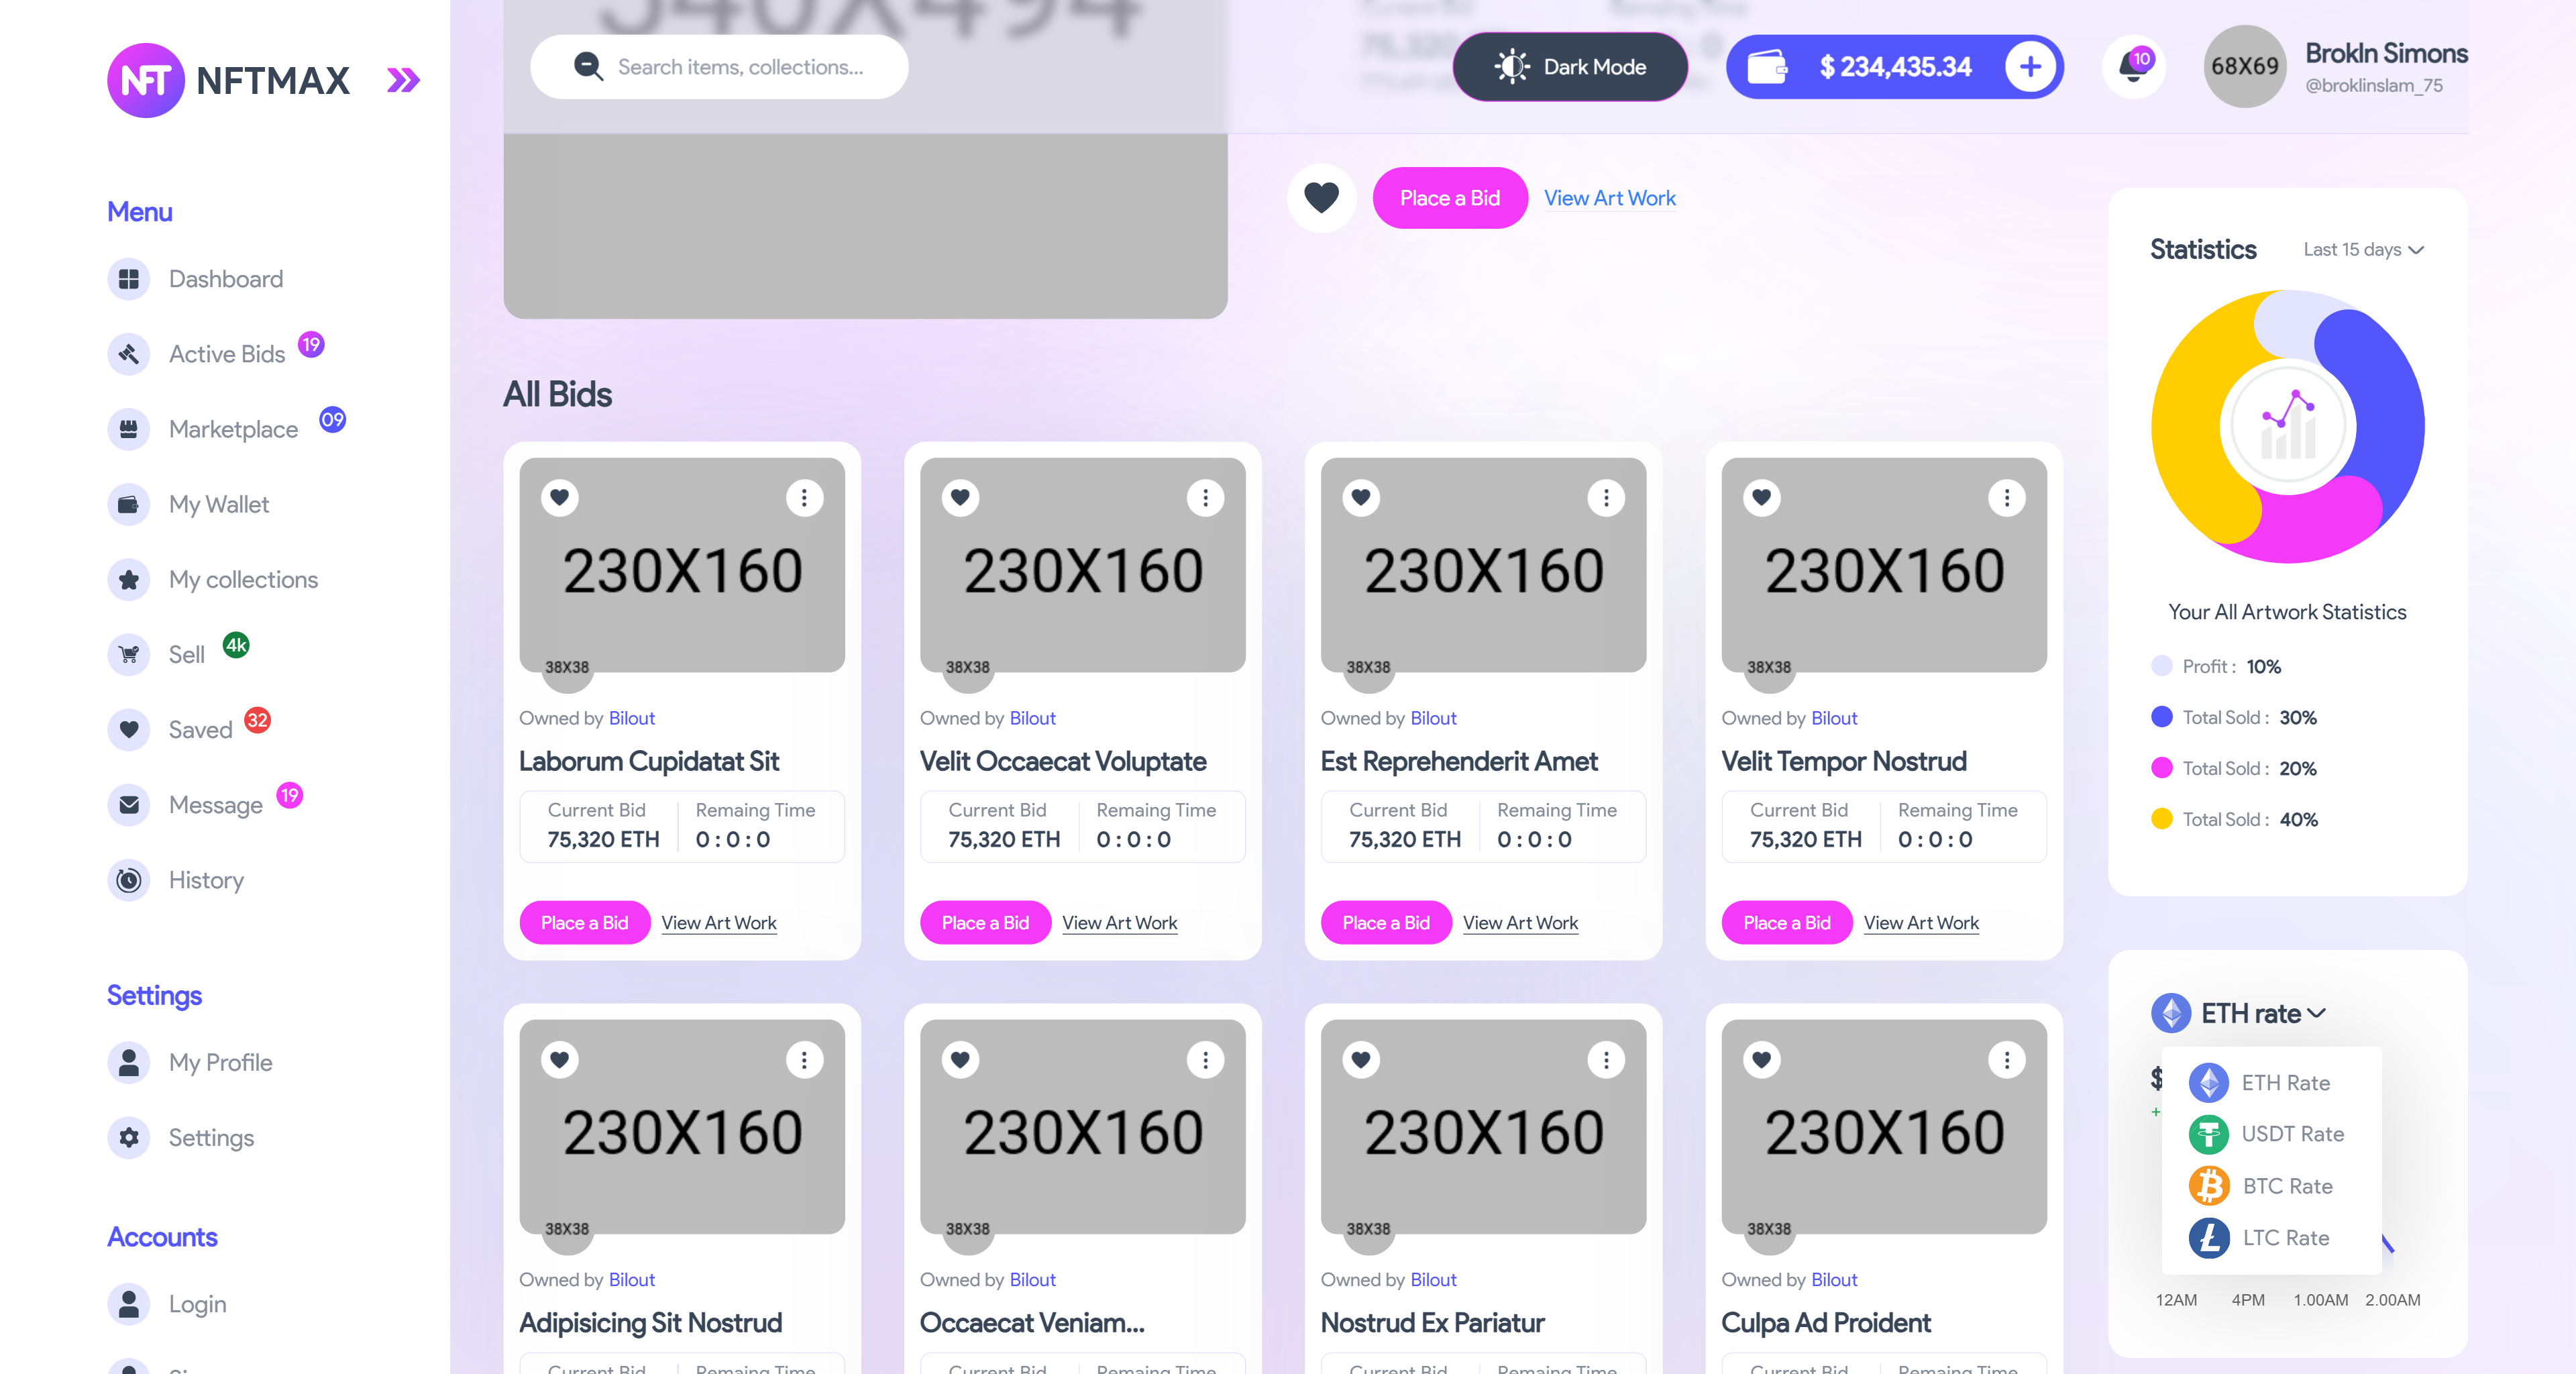 NFT NFTMAX
Search items, collections...
Dark Mode
$ 234,435.34
10
68X69
Brokln Simons
@broklinslam_75
Menu
Dashboard
Active Bids 19
Marketplace 09
My Wallet
My collections
Sell 4k
Saved 32
Message 19
History
Settings
My Profile
Settings
Accounts
Login
540X494
75,320
Place a Bid View Art Work
All Bids
230X160
38X38
Owned by Bilout
Laborum Cupidatat Sit
Current Bid Remaing Time
75,320 ETH 0 : 0 : 0
Place a Bid View Art Work
230X160
38X38
Owned by Bilout
Velit Occaecat Voluptate
Current Bid Remaing Time
75,320 ETH 0 : 0 : 0
Place a Bid View Art Work
230X160
38X38
Owned by Bilout
Est Reprehenderit Amet
Current Bid Remaing Time
75,320 ETH 0 : 0 : 0
Place a Bid View Art Work
230X160
38X38
Owned by Bilout
Velit Tempor Nostrud
Current Bid Remaing Time
75,320 ETH 0 : 0 : 0
Place a Bid View Art Work
230X160
38X38
Owned by Bilout
Adipisicing Sit Nostrud
Current Bid Remaing Time
230X160
38X38
Owned by Bilout
Occaecat Veniam...
Current Bid Remaing Time
230X160
38X38
Owned by Bilout
Nostrud Ex Pariatur
Current Bid Remaing Time
230X160
38X38
Owned by Bilout
Culpa Ad Proident
Current Bid Remaing Time
Statistics Last 15 days
Your All Artwork Statistics
Profit : 10%
Total Sold : 30%
Total Sold : 20%
Total Sold : 40%
ETH rate
$
+
ETH Rate
USDT Rate
BTC Rate
LTC Rate
12AM 4PM 1.00AM 2.00AM